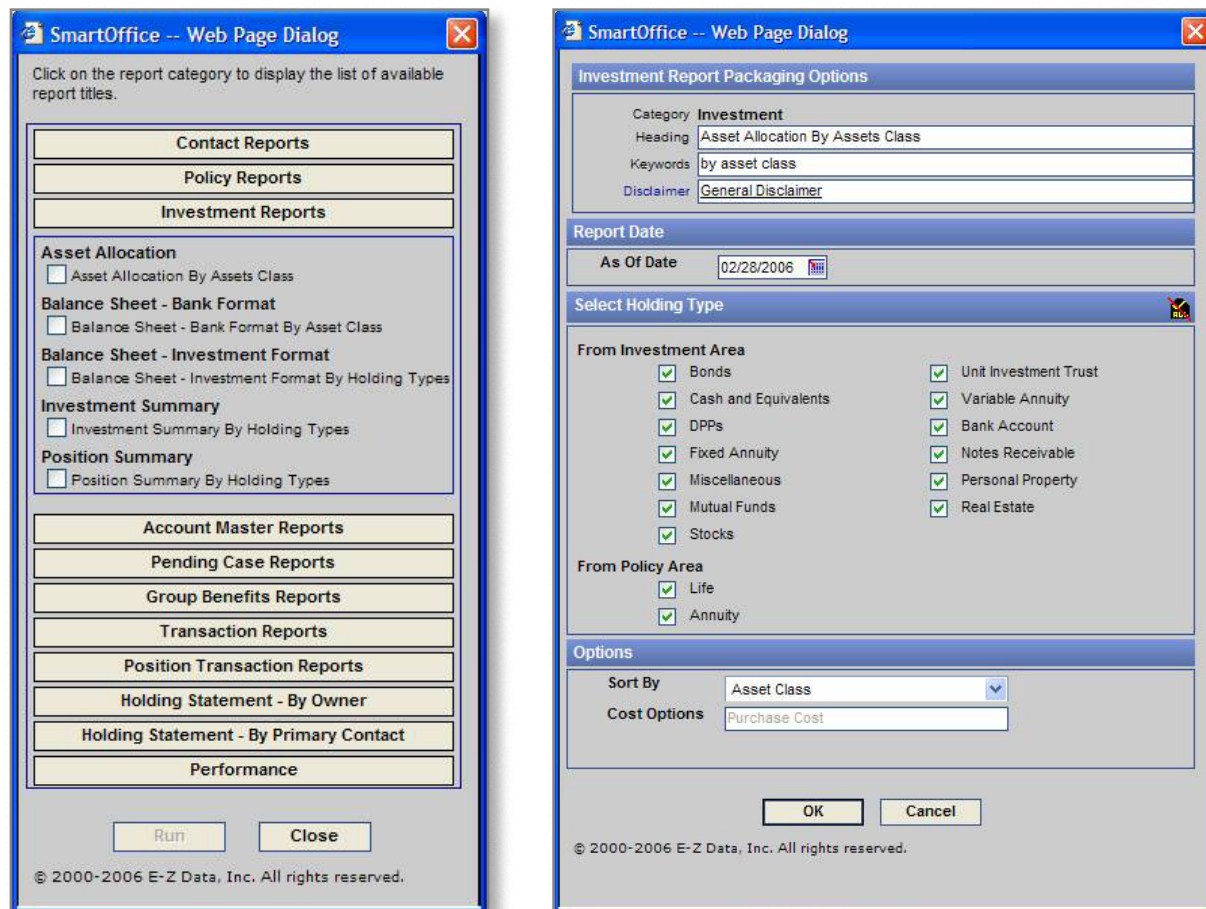 SmartOffice -- Web Page Dialog
Click on the report category to display the list of available
report titles.
Contact Reports
Policy Reports
Investment Reports
Asset Allocation
Asset Allocation By Assets Class
Balance Sheet - Bank Format
Balance Sheet - Bank Format By Asset Class
Balance Sheet - Investment Format
Balance Sheet - Investment Format By Holding Types
Investment Summary
Investment Summary By Holding Types
Position Summary
Position Summary By Holding Types
Account Master Reports
Pending Case Reports
Group Benefits Reports
Transaction Reports
Position Transaction Reports
Holding Statement - By Owner
Holding Statement - By Primary Contact
Performance
Run Close
© 2000-2006 E-Z Data, Inc. All rights reserved.
SmartOffice -- Web Page Dialog
Investment Report Packaging Options
Category Investment
Heading Asset Allocation By Assets Class
Keywords by asset class
Disclaimer General Disclaimer
Report Date
As Of Date 02/28/2006
Select Holding Type
From Investment Area
Bonds Unit Investment Trust
Cash and Equivalents Variable Annuity
DPPs Bank Account
Fixed Annuity Notes Receivable
Miscellaneous Personal Property
Mutual Funds Real Estate
Stocks
From Policy Area
Life
Annuity
Options
Sort By Asset Class
Cost Options Purchase Cost
OK Cancel
© 2000-2006 E-Z Data, Inc. All rights reserved.